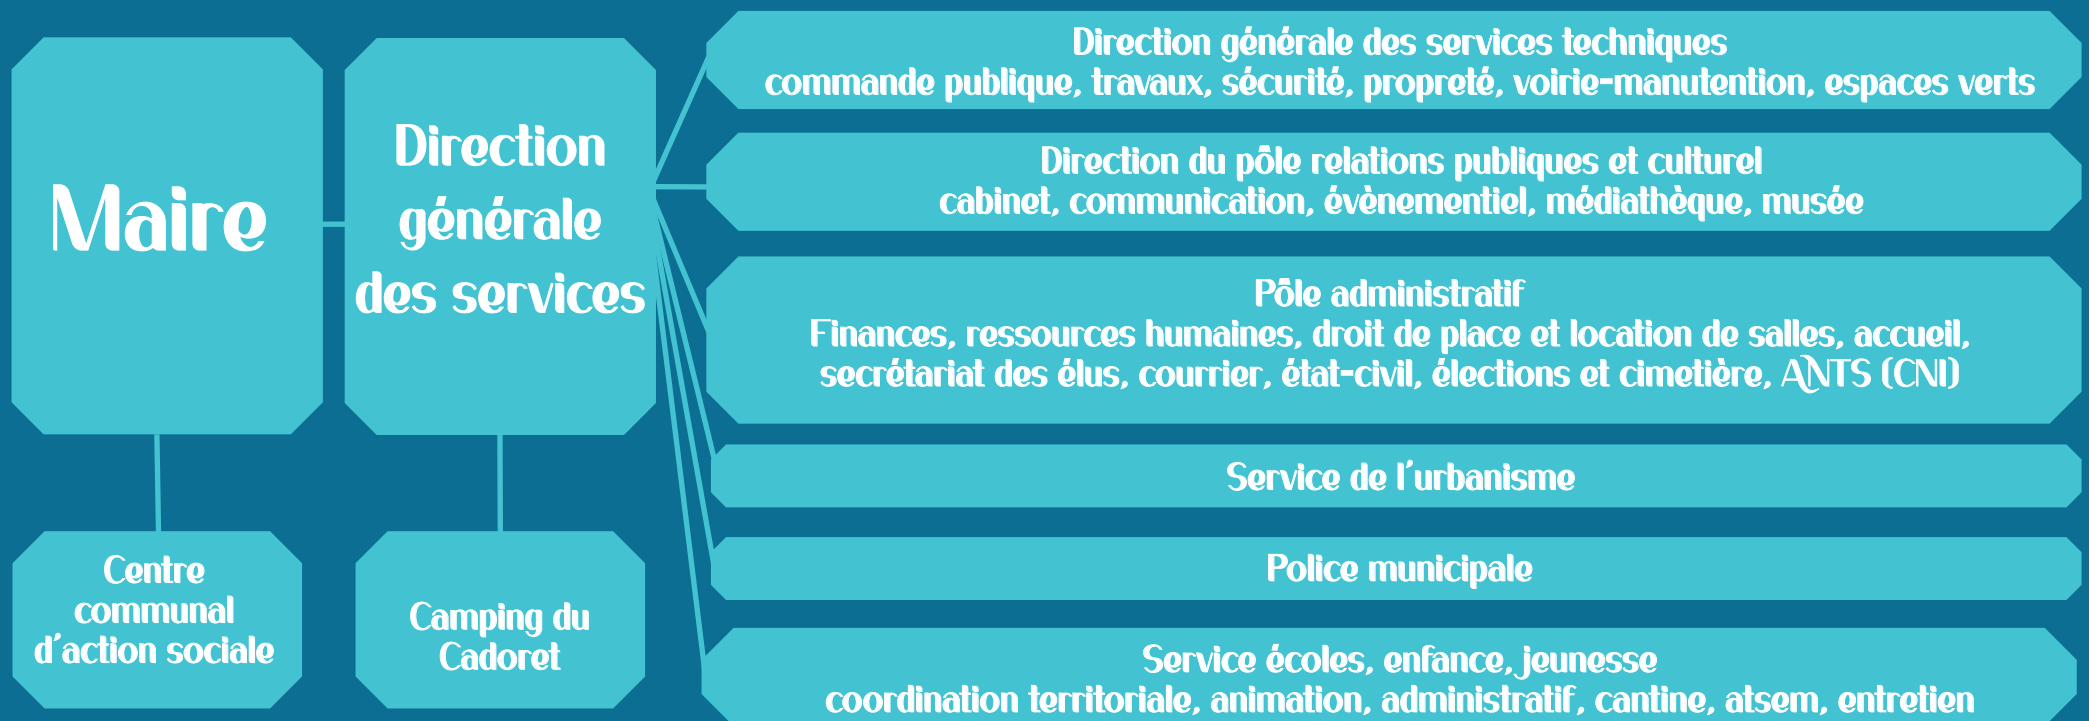 Maire
Direction
générale
des services
Centre
communal
d'action sociale
Camping du
Cadoret
Direction générale des services techniques
commande publique, travaux, sécurité, propreté, voirie-manutention, espaces verts
Direction du pôle relations publiques et culturel
cabinet, communication, évènementiel, médiathèque, musée
Pôle administratif
Finances, ressources humaines, droit de place et location de salles, accueil,
secrétariat des élus, courrier, état-civil, élections et cimetière, ANTS (CNI)
Service de l'urbanisme
Police municipale
Service écoles, enfance, jeunesse
coordination territoriale, animation, administratif, cantine, atsem, entretien